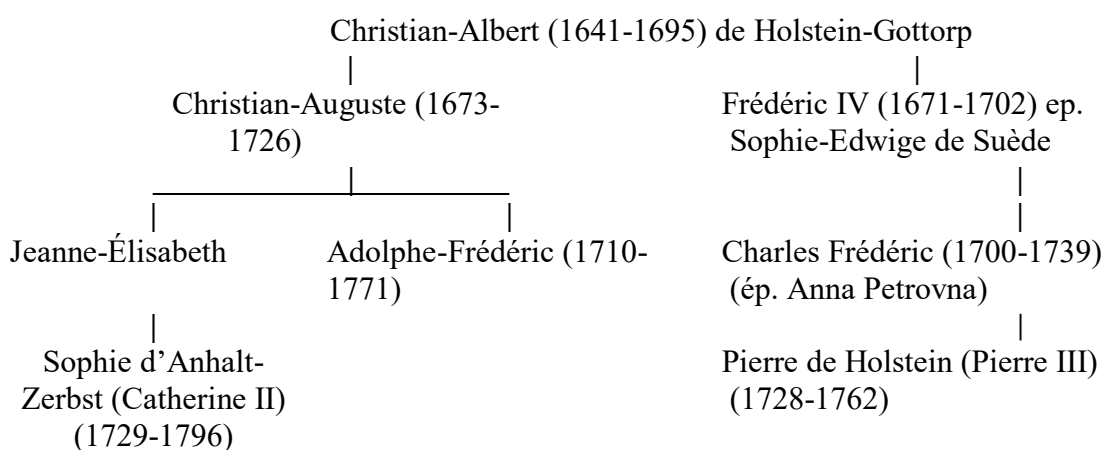 Christian-Albert (1641-1695) de Holstein-Gottorp
Christian-Auguste (1673-
1726)
Frédéric IV (1671-1702) ep.
Sophie-Edwige de Suède
Jeanne-Élisabeth
Adolphe-Frédéric (1710-
1771)
Charles Frédéric (1700-1739)
(ép. Anna Petrovna)
Sophie d’Anhalt-
Zerbst (Catherine II)
(1729-1796)
Pierre de Holstein (Pierre III)
(1728-1762)